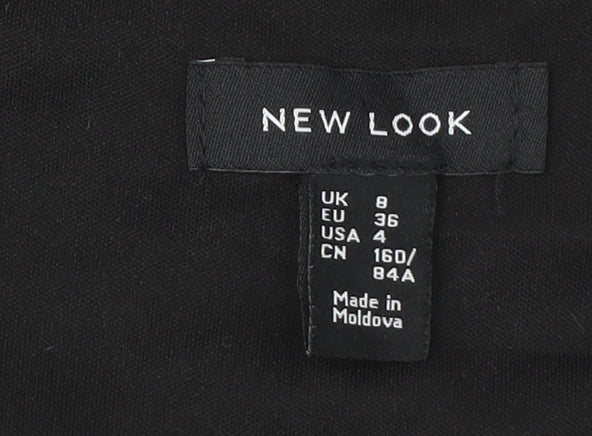 NEW LOOK
UK 8
EU 36
USA 4
CN 160/
84A
Made in
Moldova